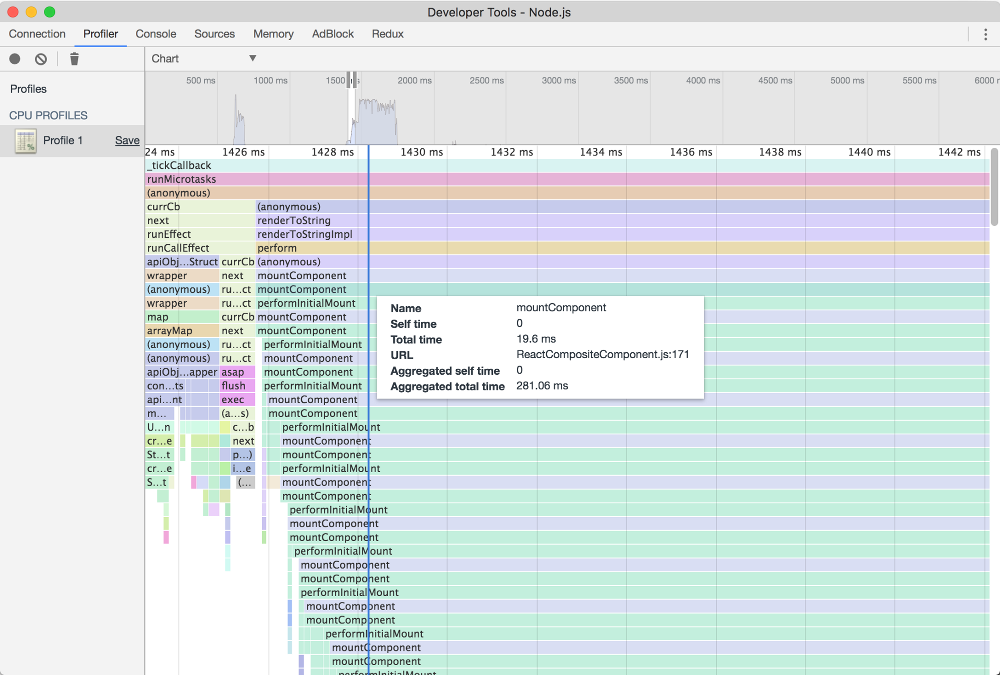 Developer Tools - Node.js
Connection Profiler Console Sources Memory AdBlock Redux
Chart ▼
500 ms 1000 ms 1500 2000 ms 2500 ms 3000 ms 3500 ms 4000 ms 4500 ms 5000 ms 5500 ms 6000
Profiles
CPU PROFILES
Profile 1 Save
24 ms 1426 ms 1428 ms 1430 ms 1432 ms 1434 ms 1436 ms 1438 ms 1440 ms 1442 ms
_tickCallback
runMicrotasks
(anonymous)
currCb (anonymous)
next renderToString
runEffect renderToStringImpl
runCallEffect perform
apiObj...Struct currCb (anonymous)
wrapper next mountComponent
(anonymous) ru...ct mountComponent
wrapper ru...ct performInitialMount
map currCb mountComponent
arrayMap next mountComponent
(anonymous) ru...ct performInitialMount
(anonymous) ru...ct mountComponent
apiObj...apper asap mountComponent
con...ts flush performInitialMount
api...nt exec mountComponent
m... (a...s) mountComponent
U...n c...b performInitialMount
cr...e next mountComponent
St...t p...) mountComponent
cr...e i...e performInitialMount
S...t (... mountComponent
mountComponent
performInitialMount
mountComponent
mountComponent
performInitialMount
mountComponent
mountComponent
performInitialMount
mountComponent
mountComponent
performInitialMount
mountComponent
mountComponent
performInitialMount
Name mountComponent
Self time 0
Total time 19.6 ms
URL ReactCompositeComponent.js:171
Aggregated self time 0
Aggregated total time 281.06 ms